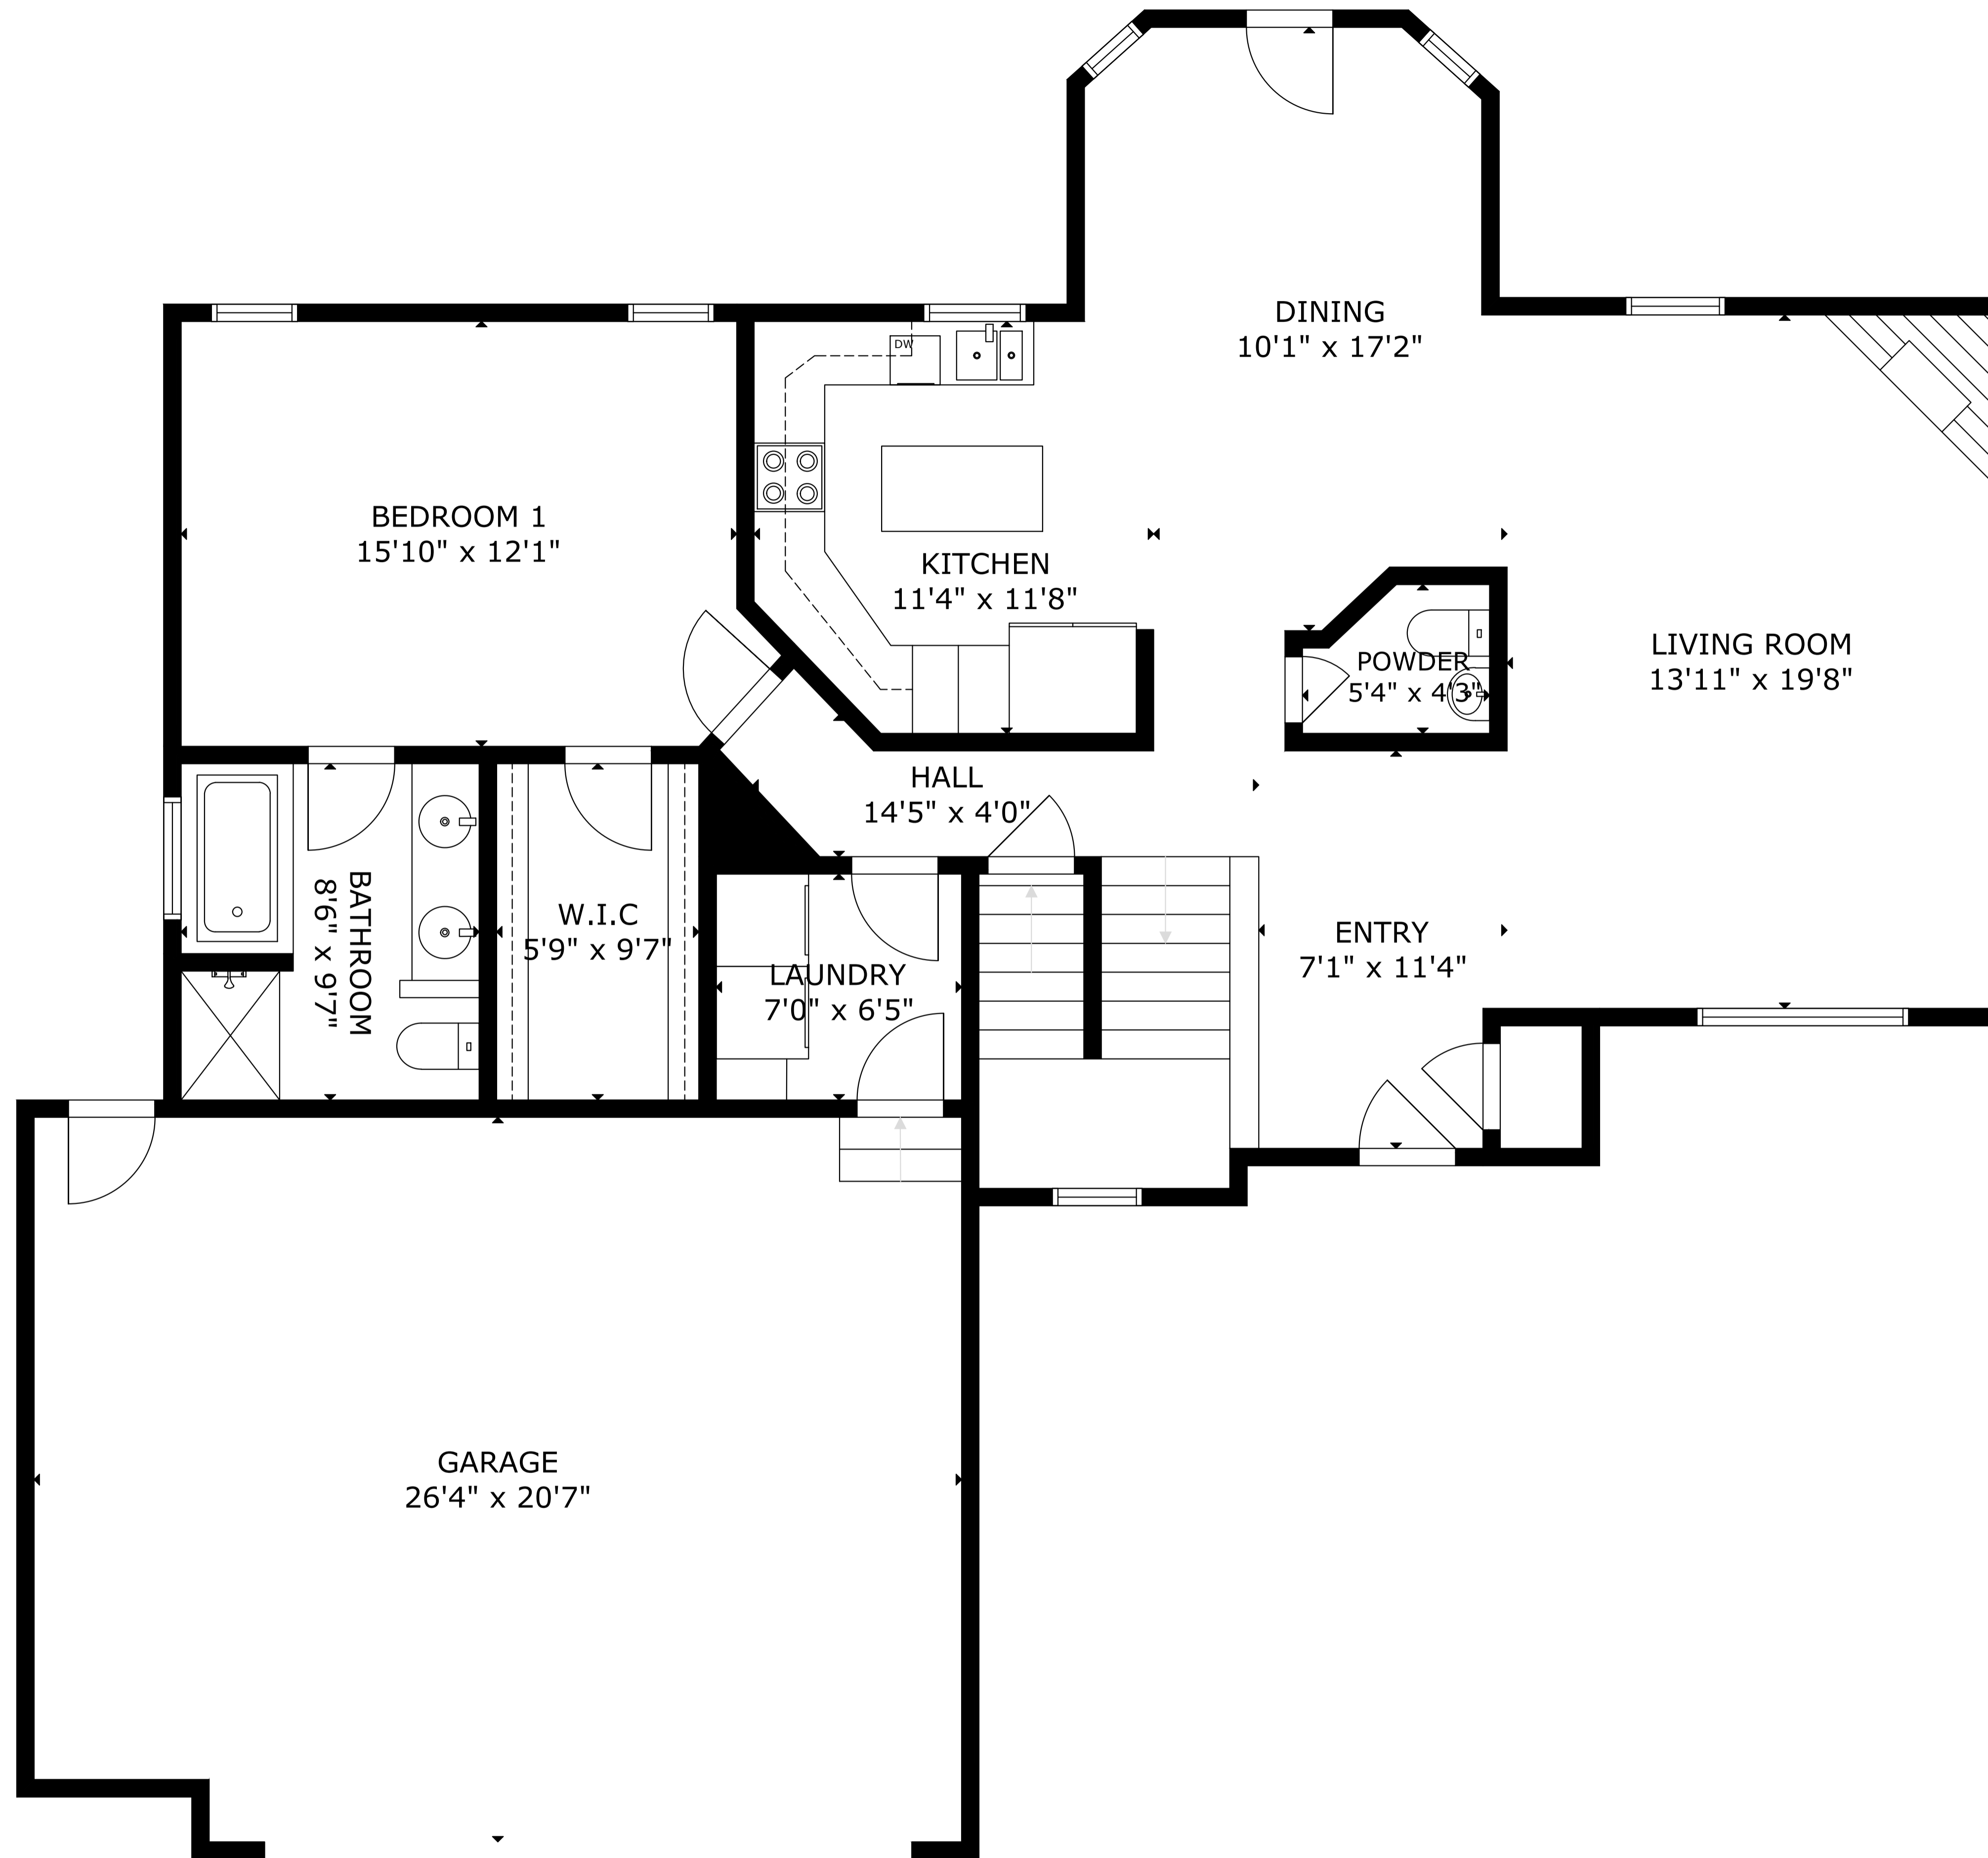 DINING
10'1" x 17'2"
DW
BEDROOM 1
15'10" x 12'1"
KITCHEN
11'4" x 11'8"
LIVING ROOM
13'11" x 19'8"
POWDER
5'4" x 4'3"
HALL
14'5" x 4'0"
BATHROOM
8'6" x 9'7"
W.I.C
5'9" x 9'7"
LAUNDRY
7'0" x 6'5"
ENTRY
7'1" x 11'4"
GARAGE
26'4" x 20'7"